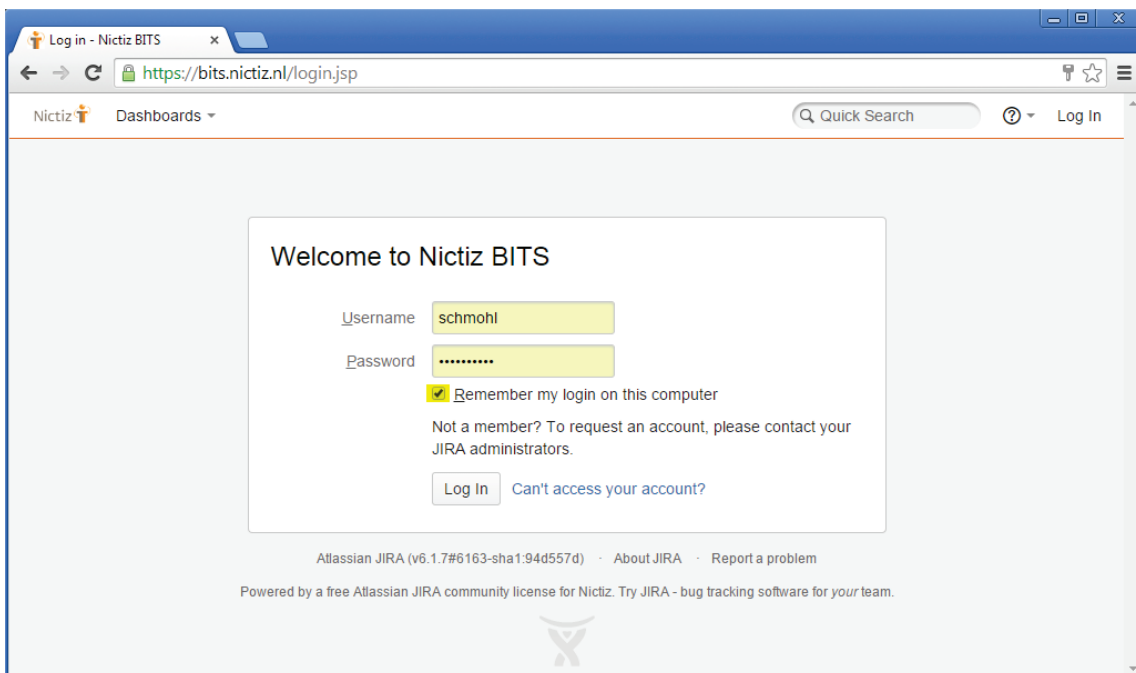 Log in - Nictiz BITS
https://bits.nictiz.nl/login.jsp
Nictiz Dashboards Quick Search Log In
Welcome to Nictiz BITS
Username schmohl
Password ••••••••••
Remember my login on this computer
Not a member? To request an account, please contact your
JIRA administrators.
Log In Can't access your account?
Atlassian JIRA (v6.1.7#6163-sha1:94d557d) · About JIRA · Report a problem
Powered by a free Atlassian JIRA community license for Nictiz. Try JIRA - bug tracking software for your team.